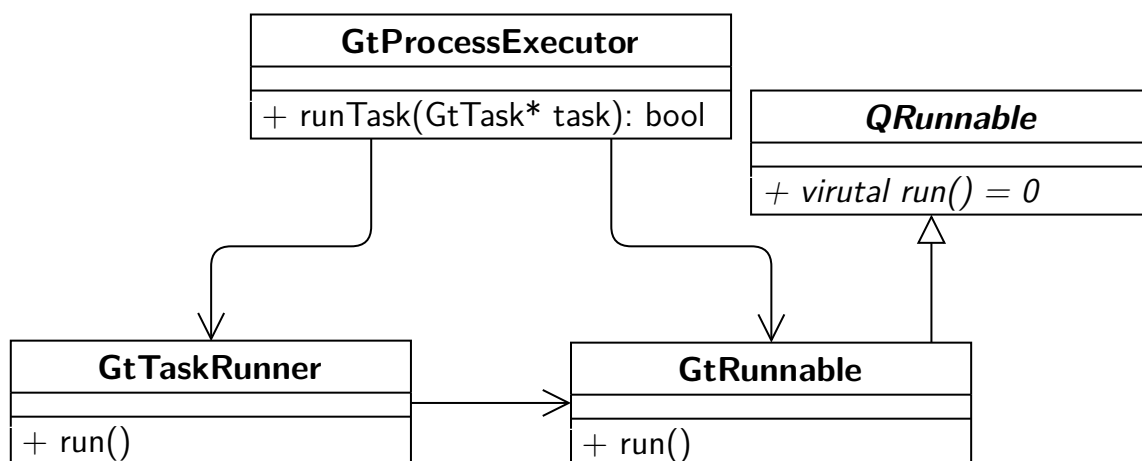 GtProcessExecutor
+ runTask(GtTask* task): bool
QRunnable
+ virutal run() = 0
GtTaskRunner
+ run()
GtRunnable
+ run()